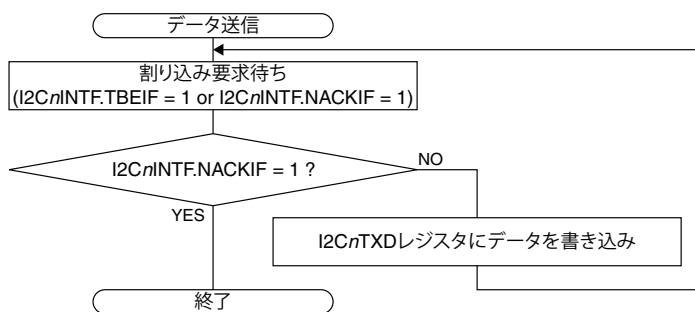 データ送信
割り込み要求待ち
(I2CnINTF.TBEIF = 1 or I2CnINTF.NACKIF = 1)
I2CnINTF.NACKIF = 1 ?
NO
YES
I2CnTXDレジスタにデータを書き込み
終了